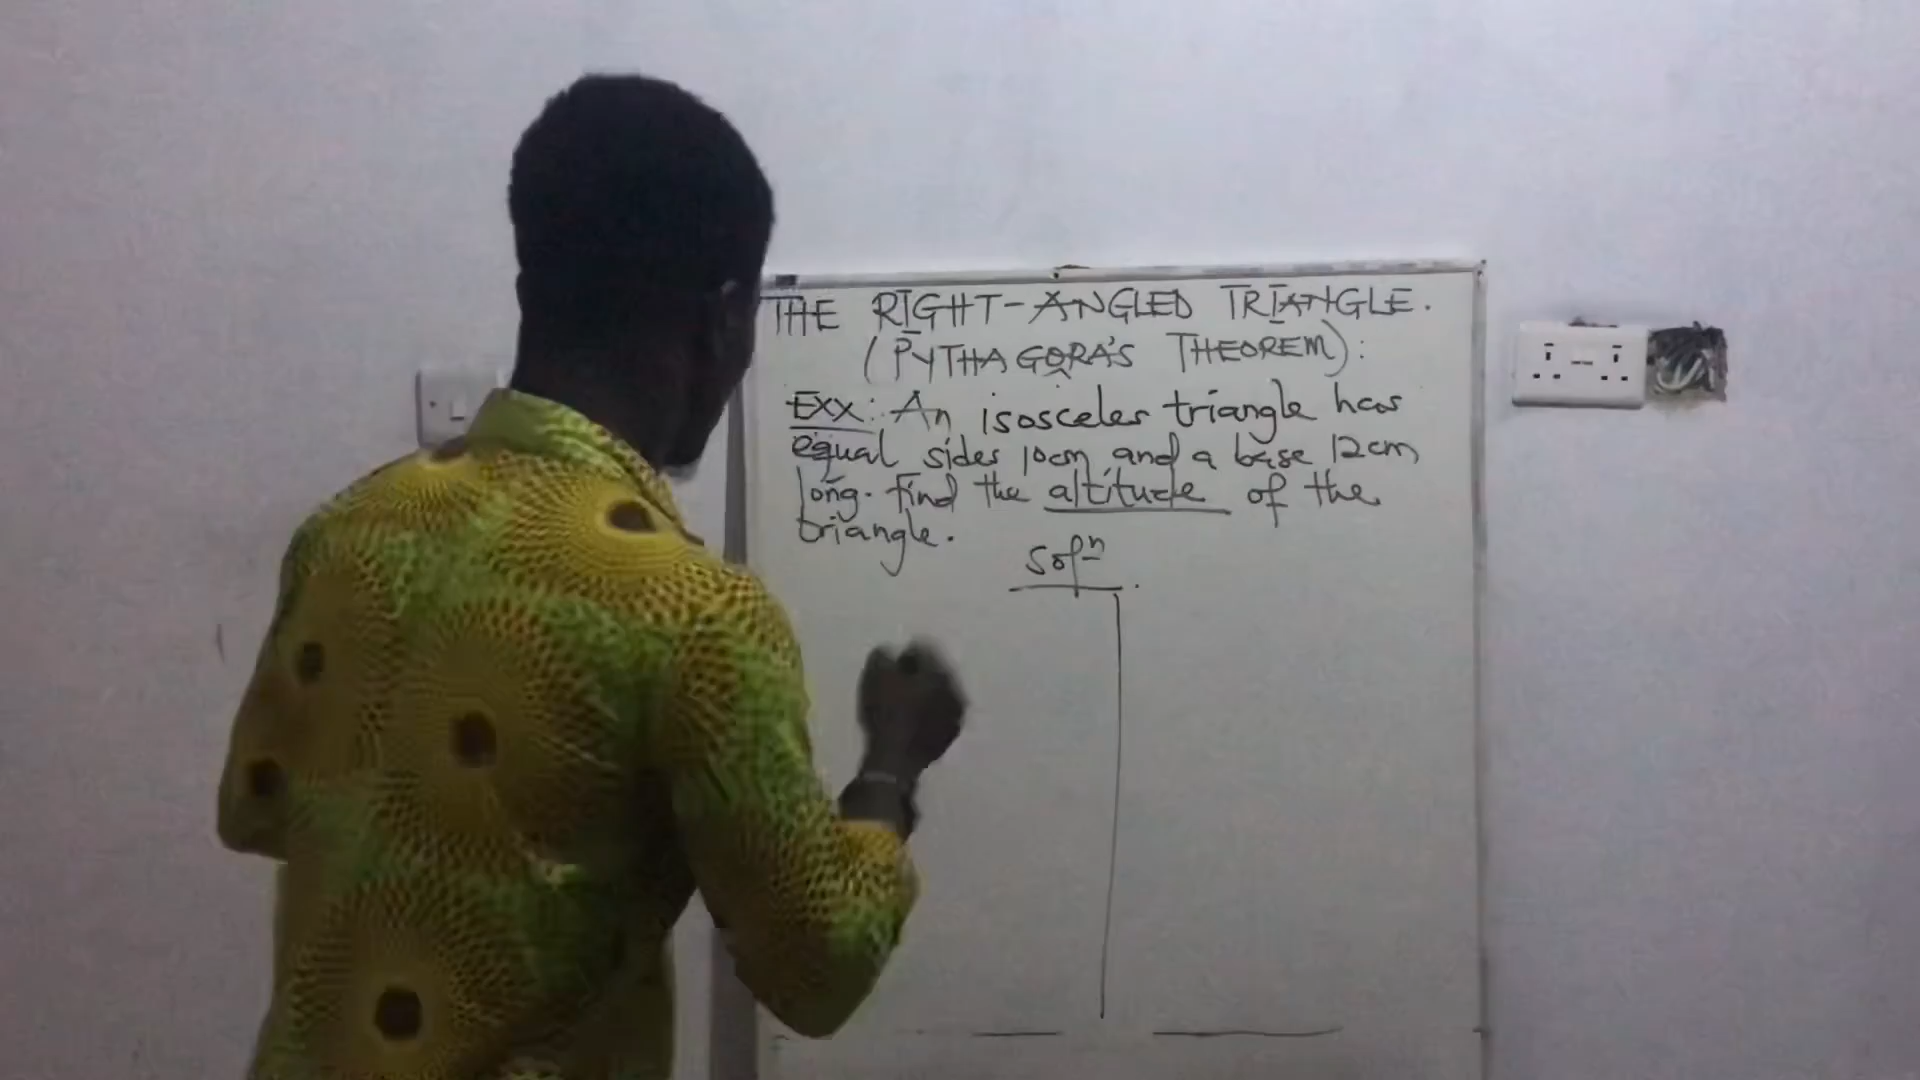 THE RIGHT-ANGLED TRIANGLE.
(PYTHAGORA'S THEOREM):
EXX: An isosceles triangle has
equal sides 10cm and a base 12cm
long. find the altitude of the
triangle.
Solⁿ